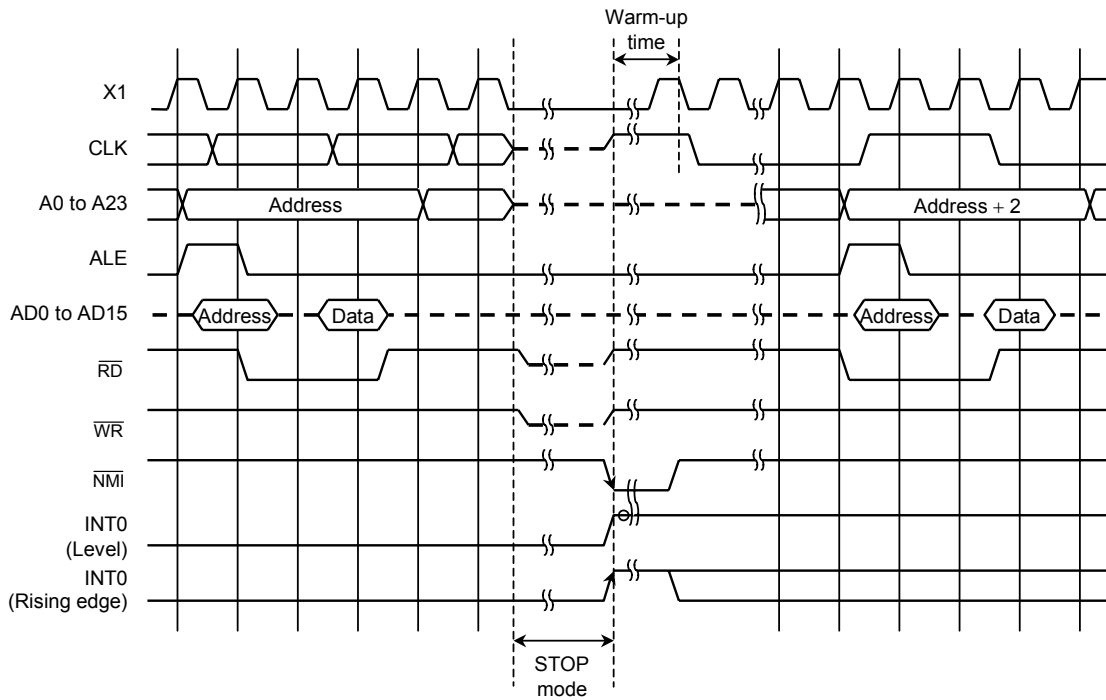 Warm-up
time
X1
CLK
A0 to A23
Address
Address + 2
ALE
AD0 to AD15
Address
Data
Address
Data
RD
WR
NMI
INT0
(Level)
INT0
(Rising edge)
STOP
mode